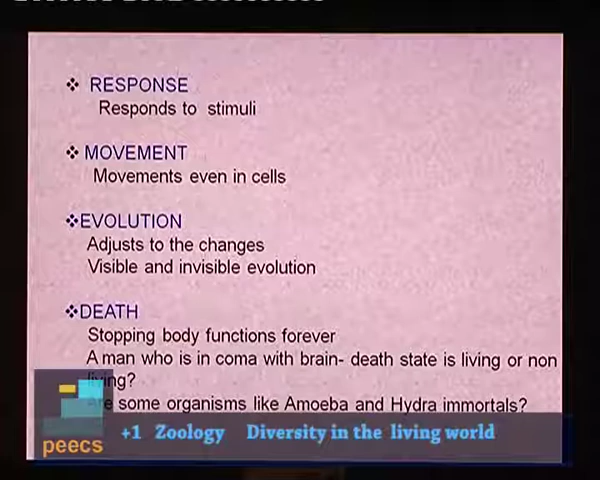 ❖ RESPONSE
Responds to stimuli
❖ MOVEMENT
Movements even in cells
❖EVOLUTION
Adjusts to the changes
Visible and invisible evolution
❖DEATH
Stopping body functions forever
A man who is in coma with brain- death state is living or non
living?
Are some organisms like Amoeba and Hydra immortals?
+1 Zoology Diversity in the living world
peecs